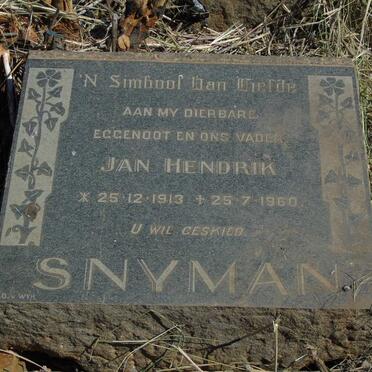 'N Simbool Van Liefde
AAN MY DIERBARE
EGGENOOT EN ONS VADER
JAN HENDRIK
✶ 25·12·1913 ✝ 25·7·1960
U WIL GESKIED
SNYMAN